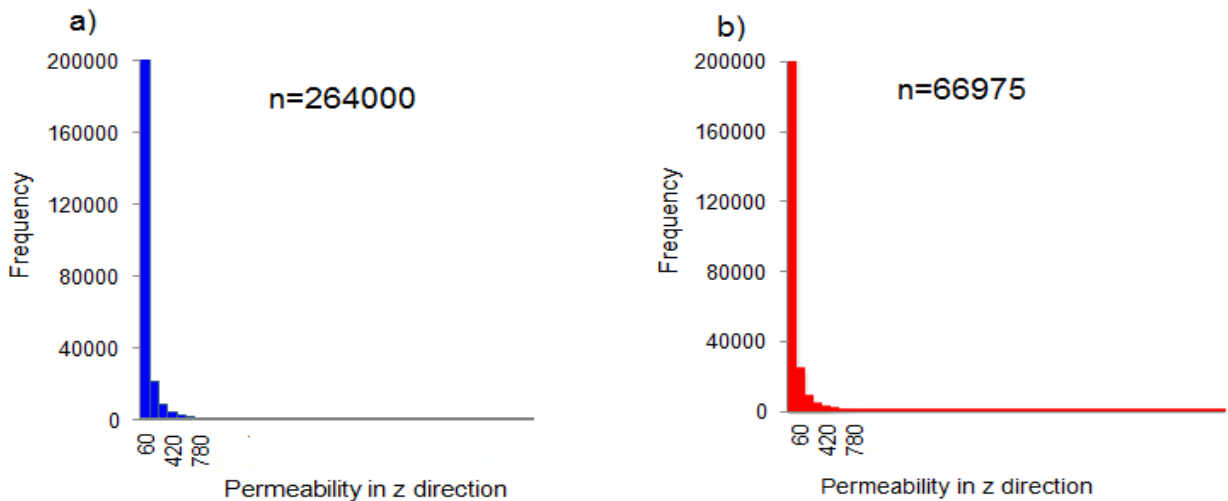 a)
n=264000
Frequency
200000
160000
120000
80000
40000
0
60
420
780
Permeability in z direction
b)
n=66975
Frequency
200000
160000
120000
80000
40000
0
60
420
780
Permeability in z direction